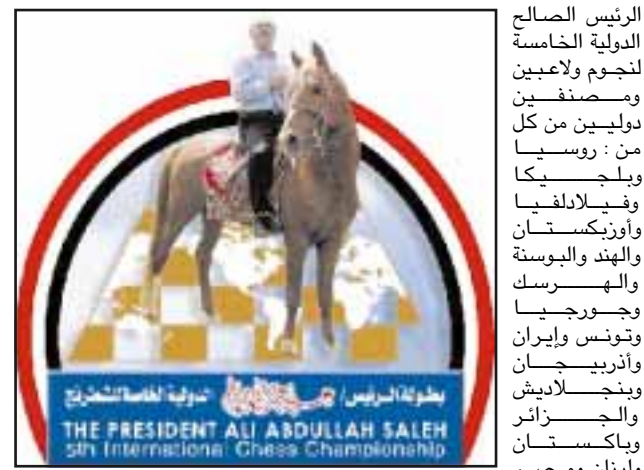 الرئيس الصالح
الدولية الخامسة
لنجوم ولاعبين
ومصنفين
دوليين من كل
من : روسيا
وبلجيكا
وفيلادلفيا
وأوزبكستان
والهند والبوسنة
والهرسك
وجورجيا
وتونس وإيران
وأذربيجان
وبنجلاديش
والجزائر
وباكستان
بطولة الرئيس/ الدولية الخامسة للشطرنج
THE PRESIDENT ALI ABDULLAH SALEH
5th International Chess Championship